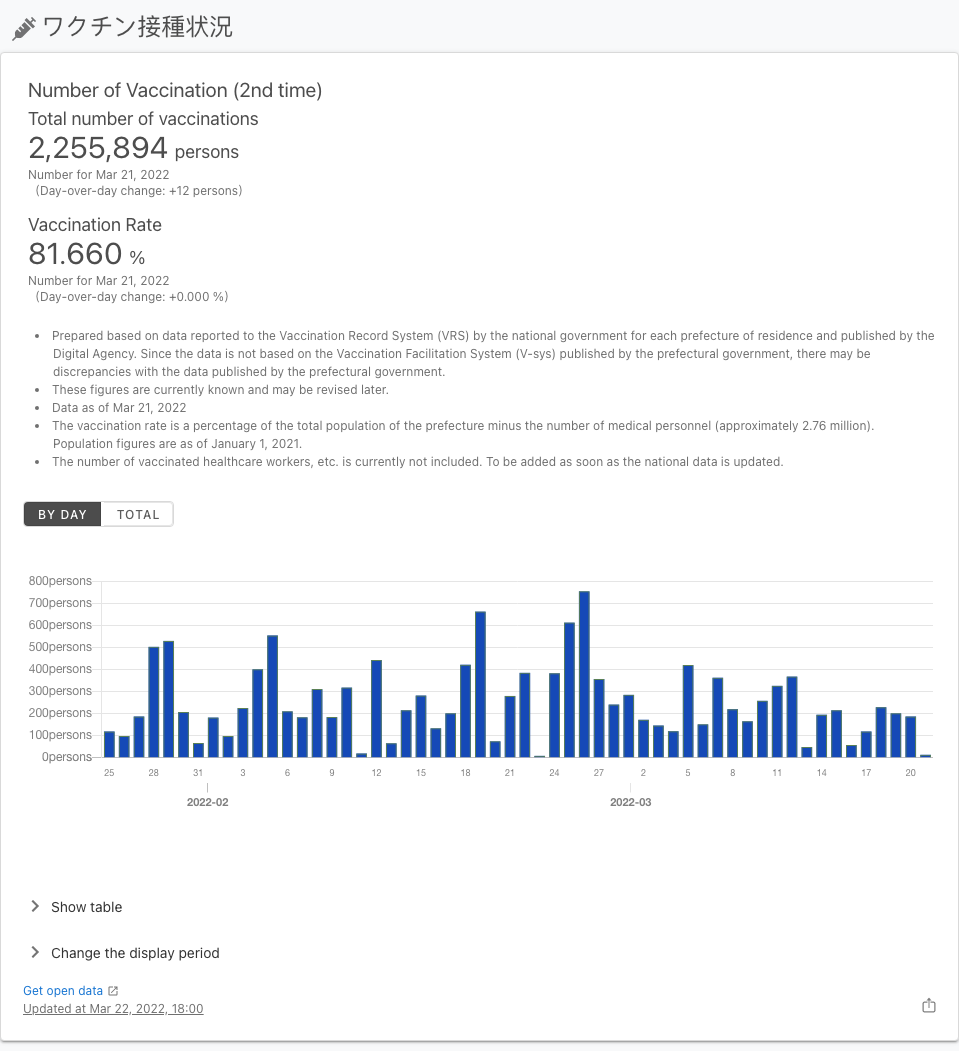 ワクチン接種状況
Number of Vaccination (2nd time)
Total number of vaccinations
2,255,894 persons
Number for Mar 21, 2022
(Day-over-day change: +12 persons)
Vaccination Rate
81.660 %
Number for Mar 21, 2022
(Day-over-day change: +0.000 %)
• Prepared based on data reported to the Vaccination Record System (VRS) by the national government for each prefecture of residence and published by the
Digital Agency. Since the data is not based on the Vaccination Facilitation System (V-sys) published by the prefectural government, there may be
discrepancies with the data published by the prefectural government.
• These figures are currently known and may be revised later.
• Data as of Mar 21, 2022
• The vaccination rate is a percentage of the total population of the prefecture minus the number of medical personnel (approximately 2.76 million).
Population figures are as of January 1, 2021.
• The number of vaccinated healthcare workers, etc. is currently not included. To be added as soon as the national data is updated.
BY DAY TOTAL
800persons
700persons
600persons
500persons
400persons
300persons
200persons
100persons
0persons
25 28 31 3 6 9 12 15 18 21 24 27 2 5 8 11 14 17 20
2022-02 2022-03
Show table
Change the display period
Get open data
Updated at Mar 22, 2022, 18:00